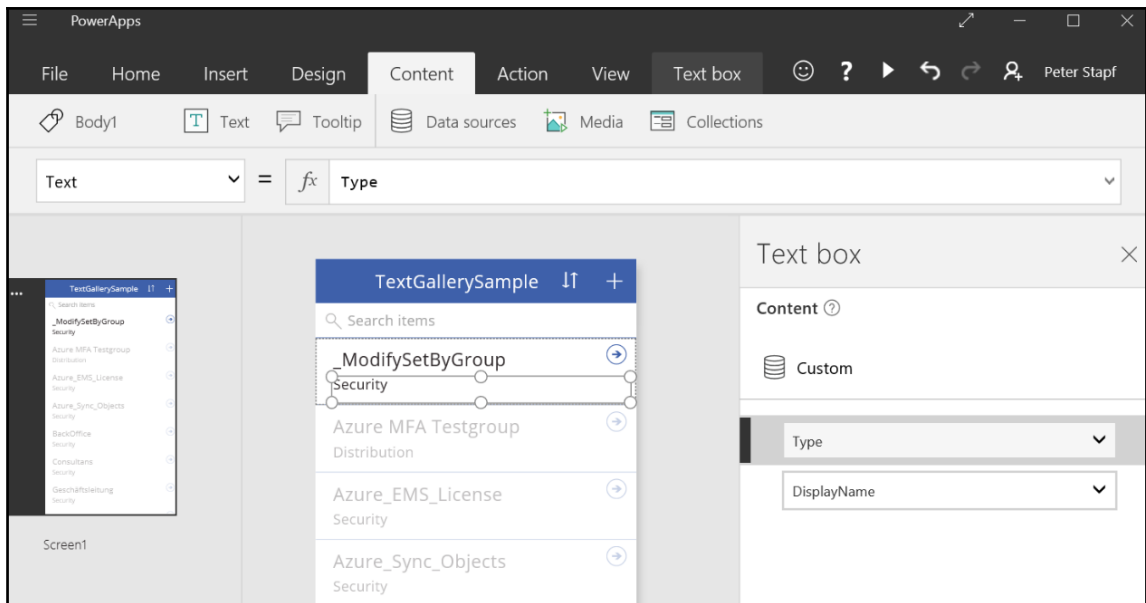 PowerApps
File Home Insert Design Content Action View Text box ? Peter Stapf
Body1 Text Tooltip Data sources Media Collections
Text = fx Type
Text box
Content ?
Custom
Type
DisplayName
TextGallerySample
Search items
_ModifySetByGroup
Security
Azure MFA Testgroup
Distribution
Azure_EMS_License
Security
Azure_Sync_Objects
Security
TextGallerySample
Search items
_ModifySetByGroup
Security
Azure MFA Testgroup
Distribution
Azure_EMS_License
Security
Azure_Sync_Objects
Security
BackOffice
Security
Consultans
Security
Geschäftsleitung
Security
Screen1